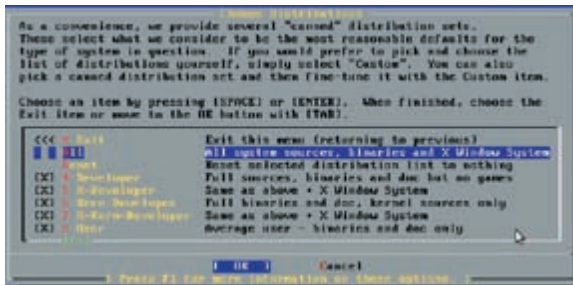 Choose Distributions
As a convenience, we provide several "canned" distribution sets.
These select what we consider to be the most reasonable defaults for the
type of system in question. If you would prefer to pick and choose the
list of distributions yourself, simply select "Custom". You can also
pick a canned distribution set and then fine-tune it with the Custom item.
Choose an item by pressing [SPACE] or [ENTER]. When finished, choose the
Exit item or move to the OK button with [TAB].
<<< X Exit Exit this menu (returning to previous)
[ ] All All system sources, binaries and X Window System
Reset Reset selected distribution list to nothing
[X] 4 Developer Full sources, binaries and doc but no games
[X] 5 X-Developer Same as above + X Window System
[X] 6 Kern-Developer Full binaries and doc, kernel sources only
[X] 7 X-Kern-Developer Same as above + X Window System
[X] 8 User Average user - binaries and doc only
[ OK ] Cancel
[ Press F1 for more information on these options. ]